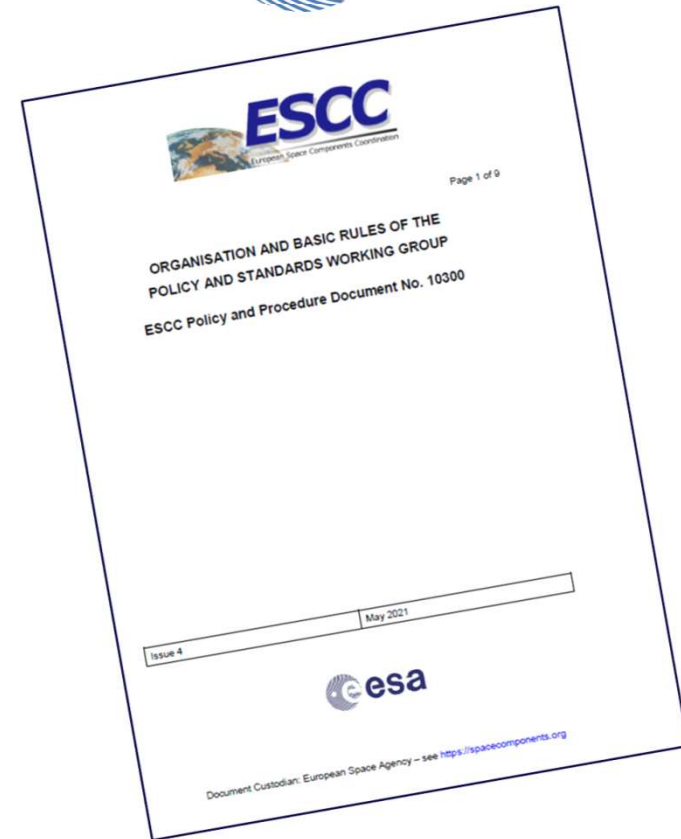 ESCC
European Space Components Coordination
Page 1 of 9
ORGANISATION AND BASIC RULES OF THE
POLICY AND STANDARDS WORKING GROUP
ESCC Policy and Procedure Document No. 10300
Issue 4
May 2021
esa
Document Custodian: European Space Agency – see https://spacecomponents.org